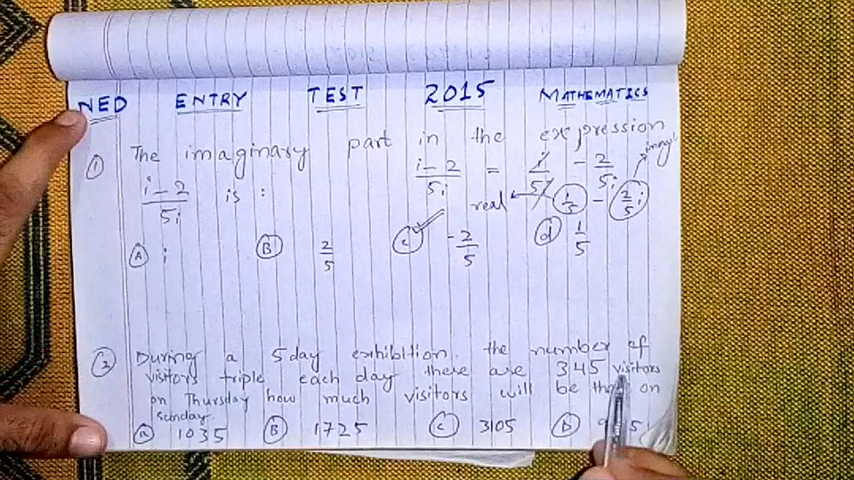 NED ENTRY TEST 2015 MATHEMATICS
① The imaginary part in the expression
i-2/5i is : i-2/5i = i/5i - 2/5i
real 1/5 - 2/5 i
Ⓐ i Ⓑ 2/5 Ⓒ -2/5 ⓓ 1/5
② During a 5 day exhibition. the number of
visitors triple each day there are 345 visitors
on Thursday how much visitors will be on
sunday.
ⓐ 1035 Ⓑ 1725 Ⓒ 3105 Ⓓ